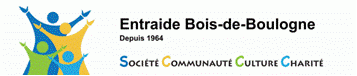 Entraide Bois-de-Boulogne
Depuis 1964
Société Communauté Culture Charité